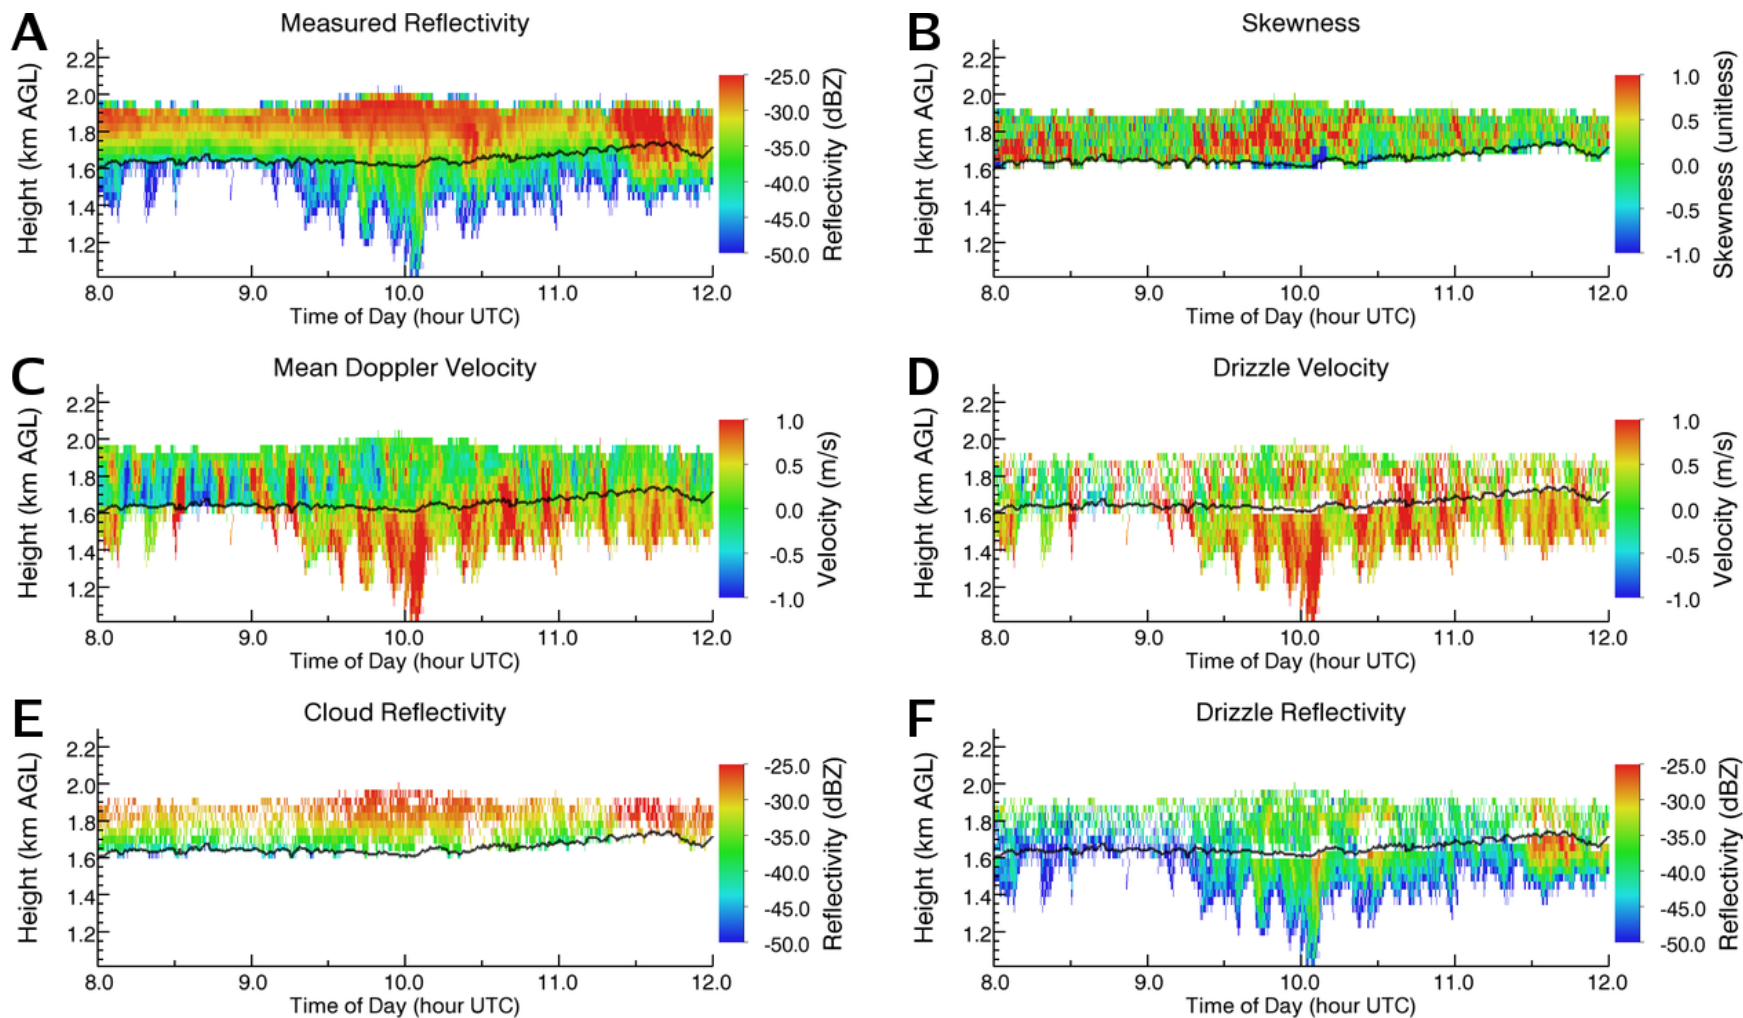 A
Measured Reflectivity
2.2
2.0
1.8
1.6
1.4
1.2
Height (km AGL)
8.0 9.0 10.0 11.0 12.0
Time of Day (hour UTC)
-25.0
-30.0
-35.0
-40.0
-45.0
-50.0
Reflectivity (dBZ)
B
Skewness
2.2
2.0
1.8
1.6
1.4
1.2
Height (km AGL)
8.0 9.0 10.0 11.0 12.0
Time of Day (hour UTC)
1.0
0.5
0.0
-0.5
-1.0
Skewness (unitless)
C
Mean Doppler Velocity
2.2
2.0
1.8
1.6
1.4
1.2
Height (km AGL)
8.0 9.0 10.0 11.0 12.0
Time of Day (hour UTC)
1.0
0.5
0.0
-0.5
-1.0
Velocity (m/s)
D
Drizzle Velocity
2.2
2.0
1.8
1.6
1.4
1.2
Height (km AGL)
8.0 9.0 10.0 11.0 12.0
Time of Day (hour UTC)
1.0
0.5
0.0
-0.5
-1.0
Velocity (m/s)
E
Cloud Reflectivity
2.2
2.0
1.8
1.6
1.4
1.2
Height (km AGL)
8.0 9.0 10.0 11.0 12.0
Time of Day (hour UTC)
-25.0
-30.0
-35.0
-40.0
-45.0
-50.0
Reflectivity (dBZ)
F
Drizzle Reflectivity
2.2
2.0
1.8
1.6
1.4
1.2
Height (km AGL)
8.0 9.0 10.0 11.0 12.0
Time of Day (hour UTC)
-25.0
-30.0
-35.0
-40.0
-45.0
-50.0
Reflectivity (dBZ)